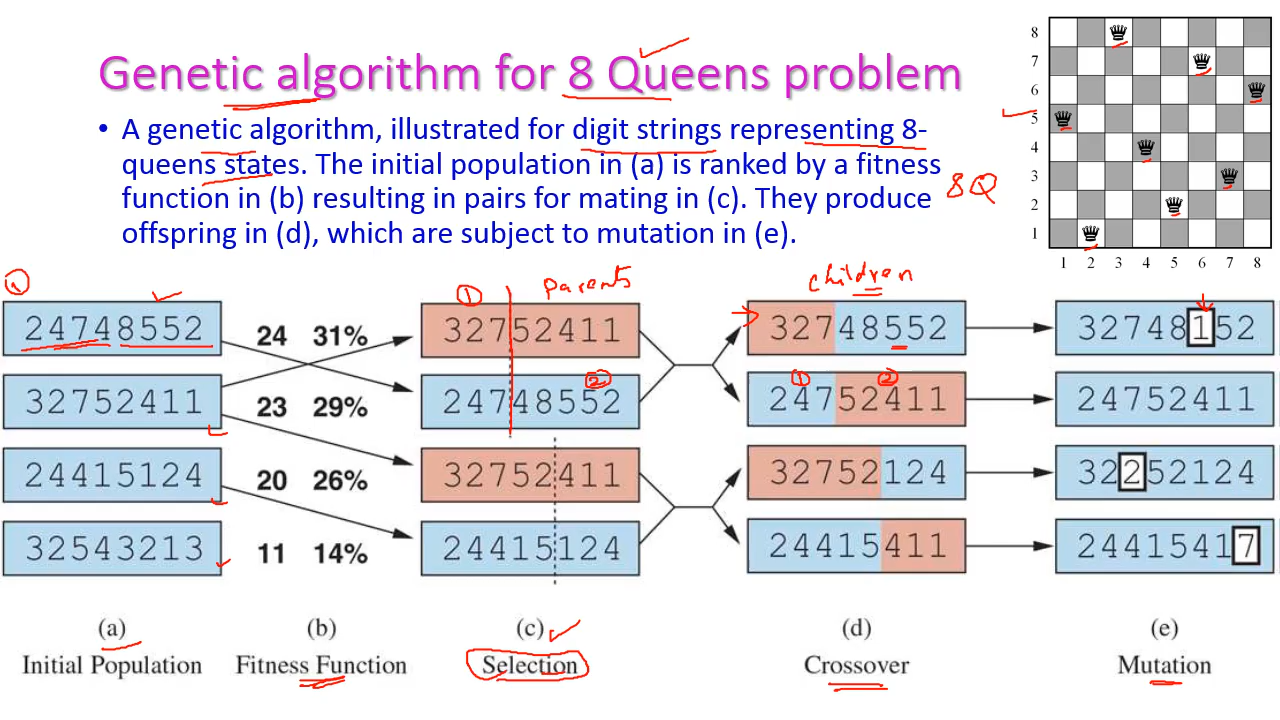 Genetic algorithm for 8 Queens problem
• A genetic algorithm, illustrated for digit strings representing 8-
queens states. The initial population in (a) is ranked by a fitness
function in (b) resulting in pairs for mating in (c). They produce
offspring in (d), which are subject to mutation in (e).
8Q
8
7
6
5
4
3
2
1
1 2 3 4 5 6 7 8
1 Parents
children
24748552 24 31% 32752411 32748552 32748152
2 1 2
32752411 23 29% 24748552 24752411 24752411
24415124 20 26% 32752411 32752124 32252124
32543213 11 14% 24415124 24415411 24415417
(a) (b) (c) (d) (e)
Initial Population Fitness Function Selection Crossover Mutation